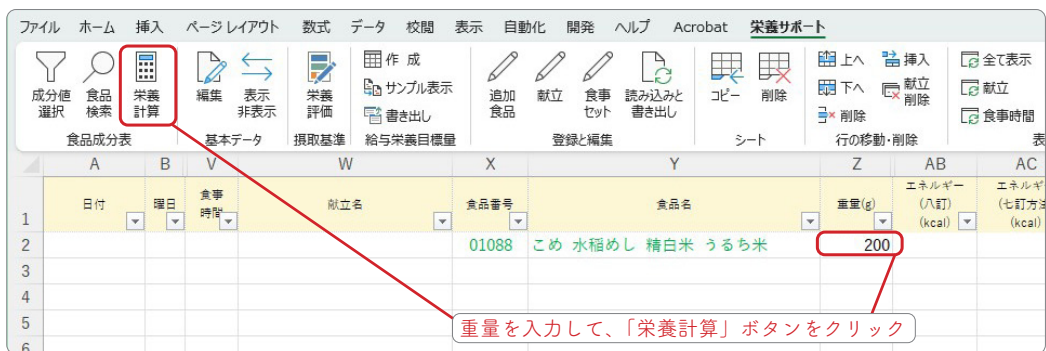 ファイル ホーム 挿入 ページ レイアウト 数式 データ 校閲 表示 自動化 開発 ヘルプ Acrobat 栄養サポート
成分値選択 食品検索 栄養計算 編集 表示非表示 栄養評価 作 成 サンプル表示 書き出し 追加食品 献立 食事セット 読み込みと書き出し コピー 削除 上へ 下へ 削除 挿入 献立削除 全て表示 献立 食事時間
食品成分表 基本データ 摂取基準 給与栄養目標量 登録と編集 シート 行の移動・削除 表
A B V W X Y Z AB AC
1 日付 曜日 食事時間 献立名 食品番号 食品名 重量(g) エネルギー(八訂)(kcal) エネルギ(七訂方法(kcal)
2 01088 こめ 水稲めし 精白米 うるち米 200
3
4
5
重量を入力して、「栄養計算」ボタンをクリック
6